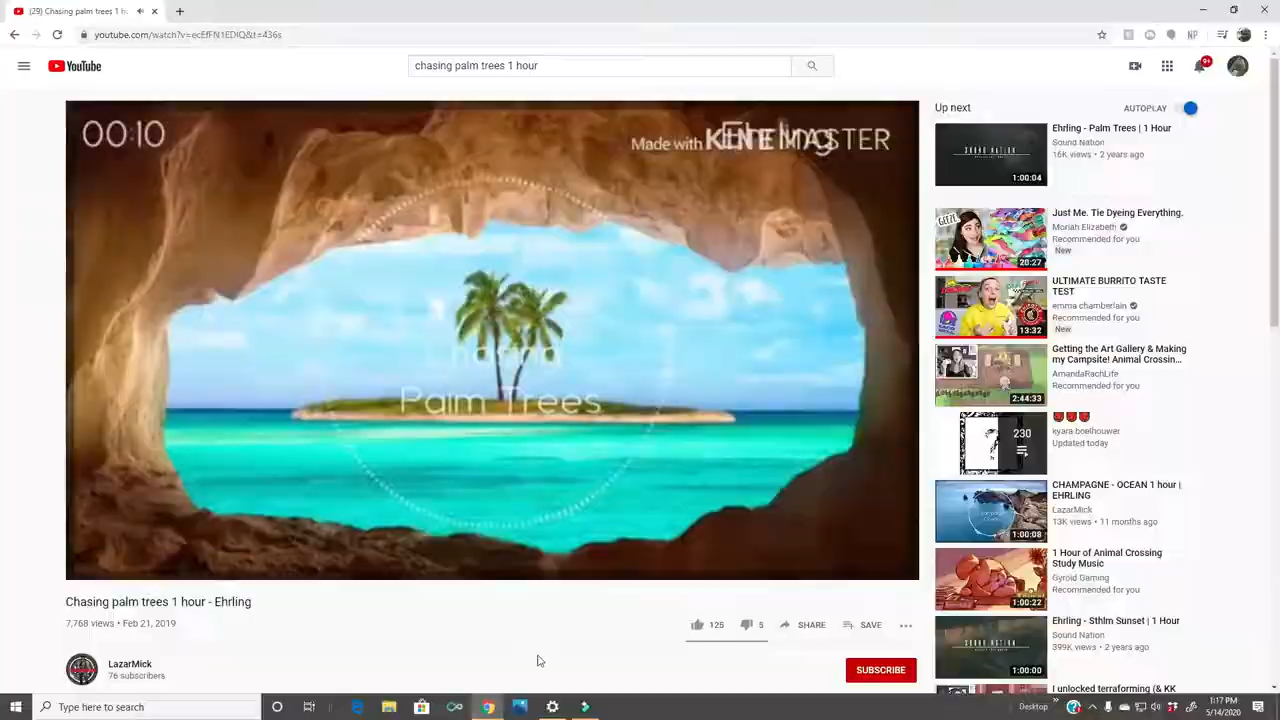 (29) Chasing palm trees 1 h
youtube.com/watch?v=ecEfFN1EDIQ&t=436s
NP
YouTube
chasing palm trees 1 hour
9+
00:10
Made with KINEMASTER
Ehrling
Palm Trees
Chasing palm trees 1 hour - Ehrling
7,768 views • Feb 21, 2019
125
5
SHARE
SAVE
LazarMick
76 subscribers
SUBSCRIBE
Up next
AUTOPLAY
SOUND NATION
1:00:04
Ehrling - Palm Trees | 1 Hour
Sound Nation
16K views • 2 years ago
20:27
Just Me. Tie Dyeing Everything.
Moriah Elizabeth
Recommended for you
New
13:32
ULTIMATE BURRITO TASTE
TEST
emma chamberlain
Recommended for you
New
2:44:33
Getting the Art Gallery & Making
my Campsite! Animal Crossin...
AmandaRachLife
Recommended for you
230
kyara.boelhouwer
Updated today
1:00:08
CHAMPAGNE - OCEAN 1 hour |
EHRLING
LazarMick
13K views • 11 months ago
1:00:22
1 Hour of Animal Crossing
Study Music
Gyroid Gaming
Recommended for you
SOUND NATION
1:00:00
Ehrling - Sthlm Sunset | 1 Hour
Sound Nation
399K views • 2 years ago
I unlocked terraforming (& KK
Type here to search
Desktop
1:17 PM
5/14/2020